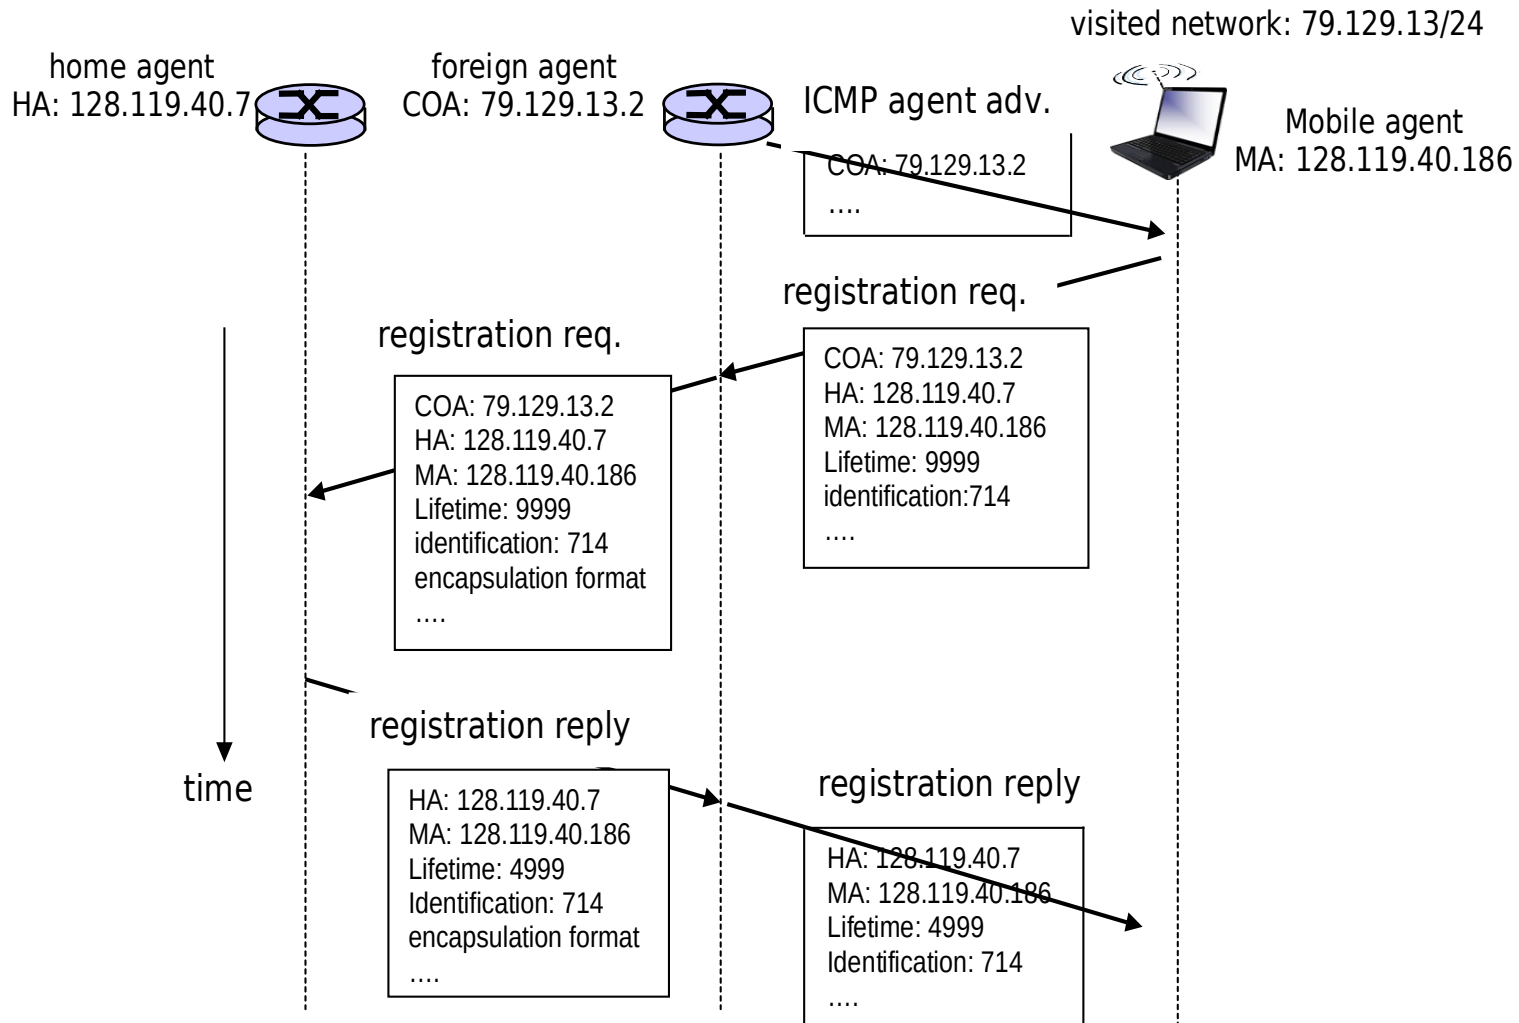 visited network: 79.129.13/24
home agent
HA: 128.119.40.7
foreign agent
COA: 79.129.13.2
ICMP agent adv.
COA: 79.129.13.2
....
Mobile agent
MA: 128.119.40.186
registration req.
COA: 79.129.13.2
HA: 128.119.40.7
MA: 128.119.40.186
Lifetime: 9999
identification:714
....
registration req.
COA: 79.129.13.2
HA: 128.119.40.7
MA: 128.119.40.186
Lifetime: 9999
identification: 714
encapsulation format
....
time
registration reply
HA: 128.119.40.7
MA: 128.119.40.186
Lifetime: 4999
Identification: 714
encapsulation format
....
registration reply
HA: 128.119.40.7
MA: 128.119.40.186
Lifetime: 4999
Identification: 714
....